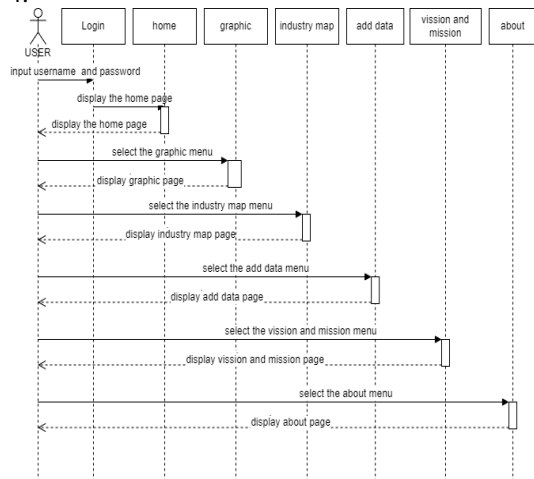 Login
home
graphic
industry map
add data
vission and
mission
about
USER
input username and password
display the home page
display the home page
select the graphic menu
display graphic page
select the industry map menu
display industry map page
select the add data menu
display add data page
select the vission and mission menu
display vission and mission page
select the about menu
display about page